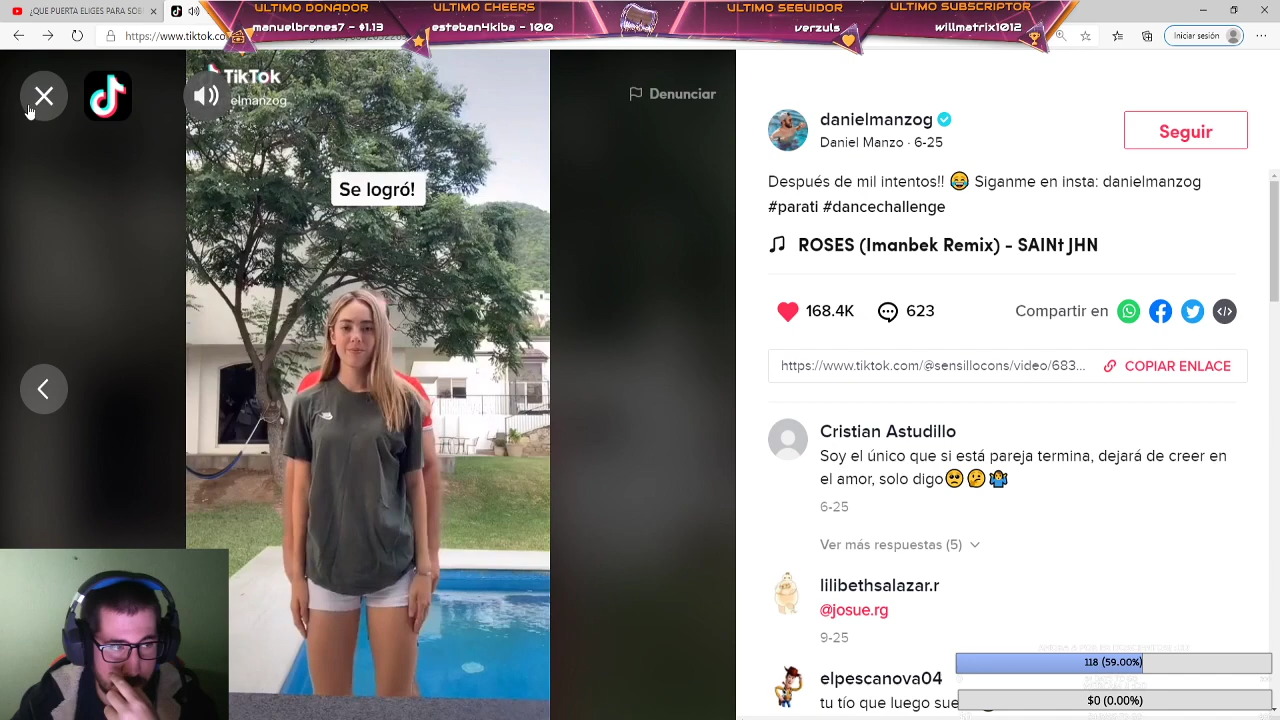 ULTIMO DONADOR
manuelbrenes7 - $1.13
ULTIMO CHEERS
esteban4kiba - 100
ULTIMO SEGUIDOR
verzuls
ULTIMO SUBSCRIPTOR
willmatrix1012
¿QUE PUERTA ELIGES PARA SOB
https://www.tiktok.c
Iniciar sesión
TikTok
elmanzog
Denunciar
Se logró!
danielmanzog
Daniel Manzo · 6-25
Seguir
Después de mil intentos!! 😂 Siganme en insta: danielmanzog
#parati #dancechallenge
ROSES (Imanbek Remix) - SAINt JHN
168.4K
623
Compartir en
https://www.tiktok.com/@sensillocons/video/683...
COPIAR ENLACE
Cristian Astudillo
Soy el único que si está pareja termina, dejará de creer en
el amor, solo digo🥺🤔🤷
6-25
Ver más respuestas (5)
lilibethsalazar.r
@josue.rg
9-25
elpescanova04
tu tío que luego sue
118 (59.00%)
$0 (0.00%)